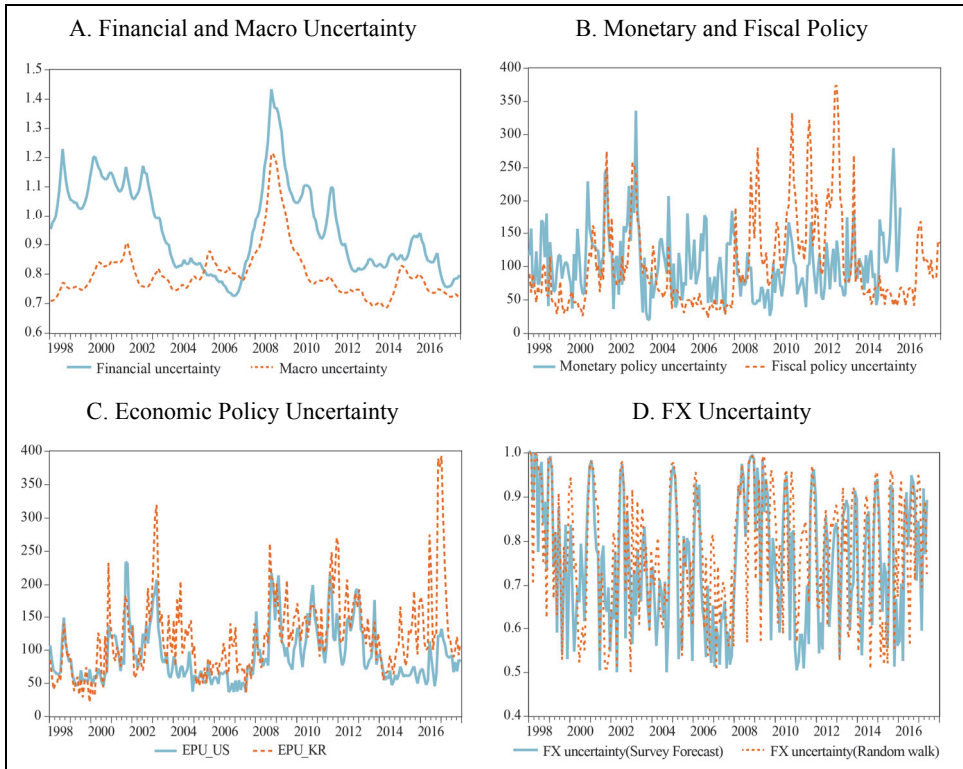 A. Financial and Macro Uncertainty
1.5
1.4
1.3
1.2
1.1
1.0
0.9
0.8
0.7
0.6
1998 2000 2002 2004 2006 2008 2010 2012 2014 2016
Financial uncertainty Macro uncertainty
B. Monetary and Fiscal Policy
400
350
300
250
200
150
100
50
0
1998 2000 2002 2004 2006 2008 2010 2012 2014 2016
Monetary policy uncertainty Fiscal policy uncertainty
C. Economic Policy Uncertainty
400
350
300
250
200
150
100
50
0
1998 2000 2002 2004 2006 2008 2010 2012 2014 2016
EPU_US EPU_KR
D. FX Uncertainty
1.0
0.9
0.8
0.7
0.6
0.5
0.4
1998 2000 2002 2004 2006 2008 2010 2012 2014 2016
FX uncertainty(Survey Forecast) FX uncertainty(Random walk)